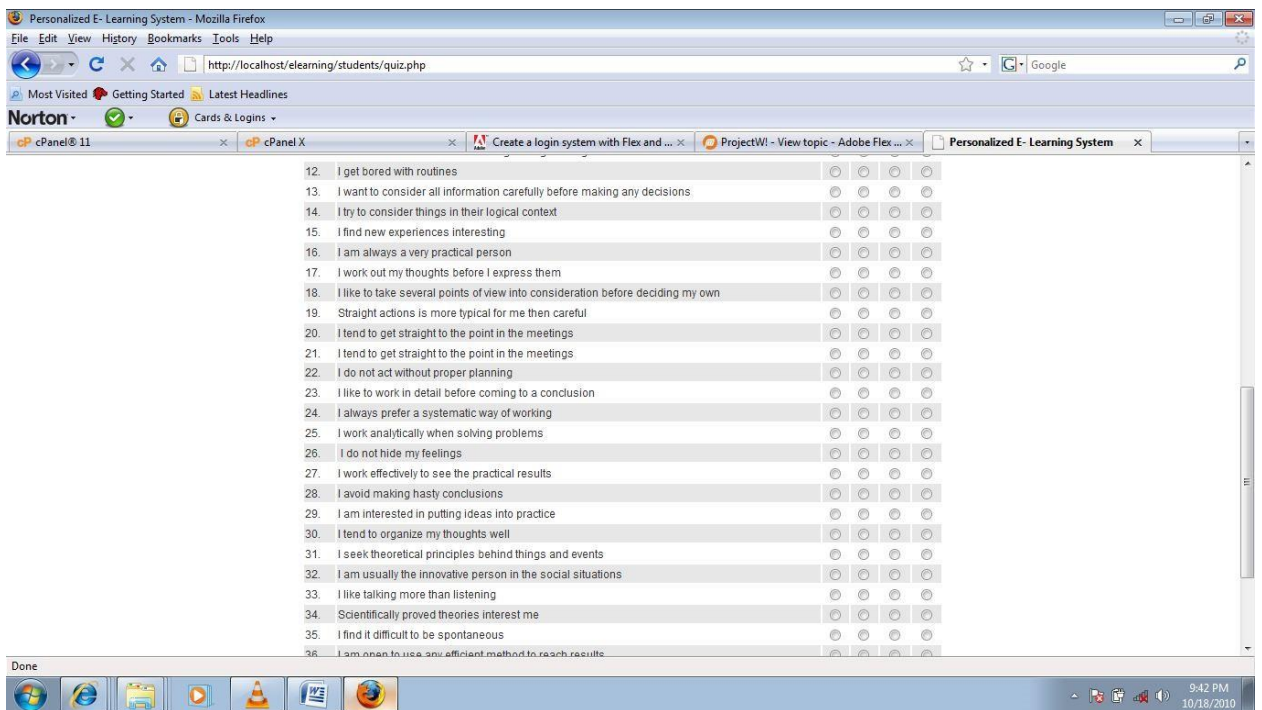 Personalized E- Learning System - Mozilla Firefox
File Edit View History Bookmarks Tools Help
http://localhost/elearning/students/quiz.php
G Google
Most Visited Getting Started Latest Headlines
Norton Cards & Logins
cP cPanel® 11 cP cPanel X Create a login system with Flex and ... ProjectW! - View topic - Adobe Flex ... Personalized E- Learning System
12. I get bored with routines
13. I want to consider all information carefully before making any decisions
14. I try to consider things in their logical context
15. I find new experiences interesting
16. I am always a very practical person
17. I work out my thoughts before I express them
18. I like to take several points of view into consideration before deciding my own
19. Straight actions is more typical for me then careful
20. I tend to get straight to the point in the meetings
21. I tend to get straight to the point in the meetings
22. I do not act without proper planning
23. I like to work in detail before coming to a conclusion
24. I always prefer a systematic way of working
25. I work analytically when solving problems
26. I do not hide my feelings
27. I work effectively to see the practical results
28. I avoid making hasty conclusions
29. I am interested in putting ideas into practice
30. I tend to organize my thoughts well
31. I seek theoretical principles behind things and events
32. I am usually the innovative person in the social situations
33. I like talking more than listening
34. Scientifically proved theories interest me
35. I find it difficult to be spontaneous
36. I am open to use any efficient method to reach results
Done
9:42 PM
10/18/2010